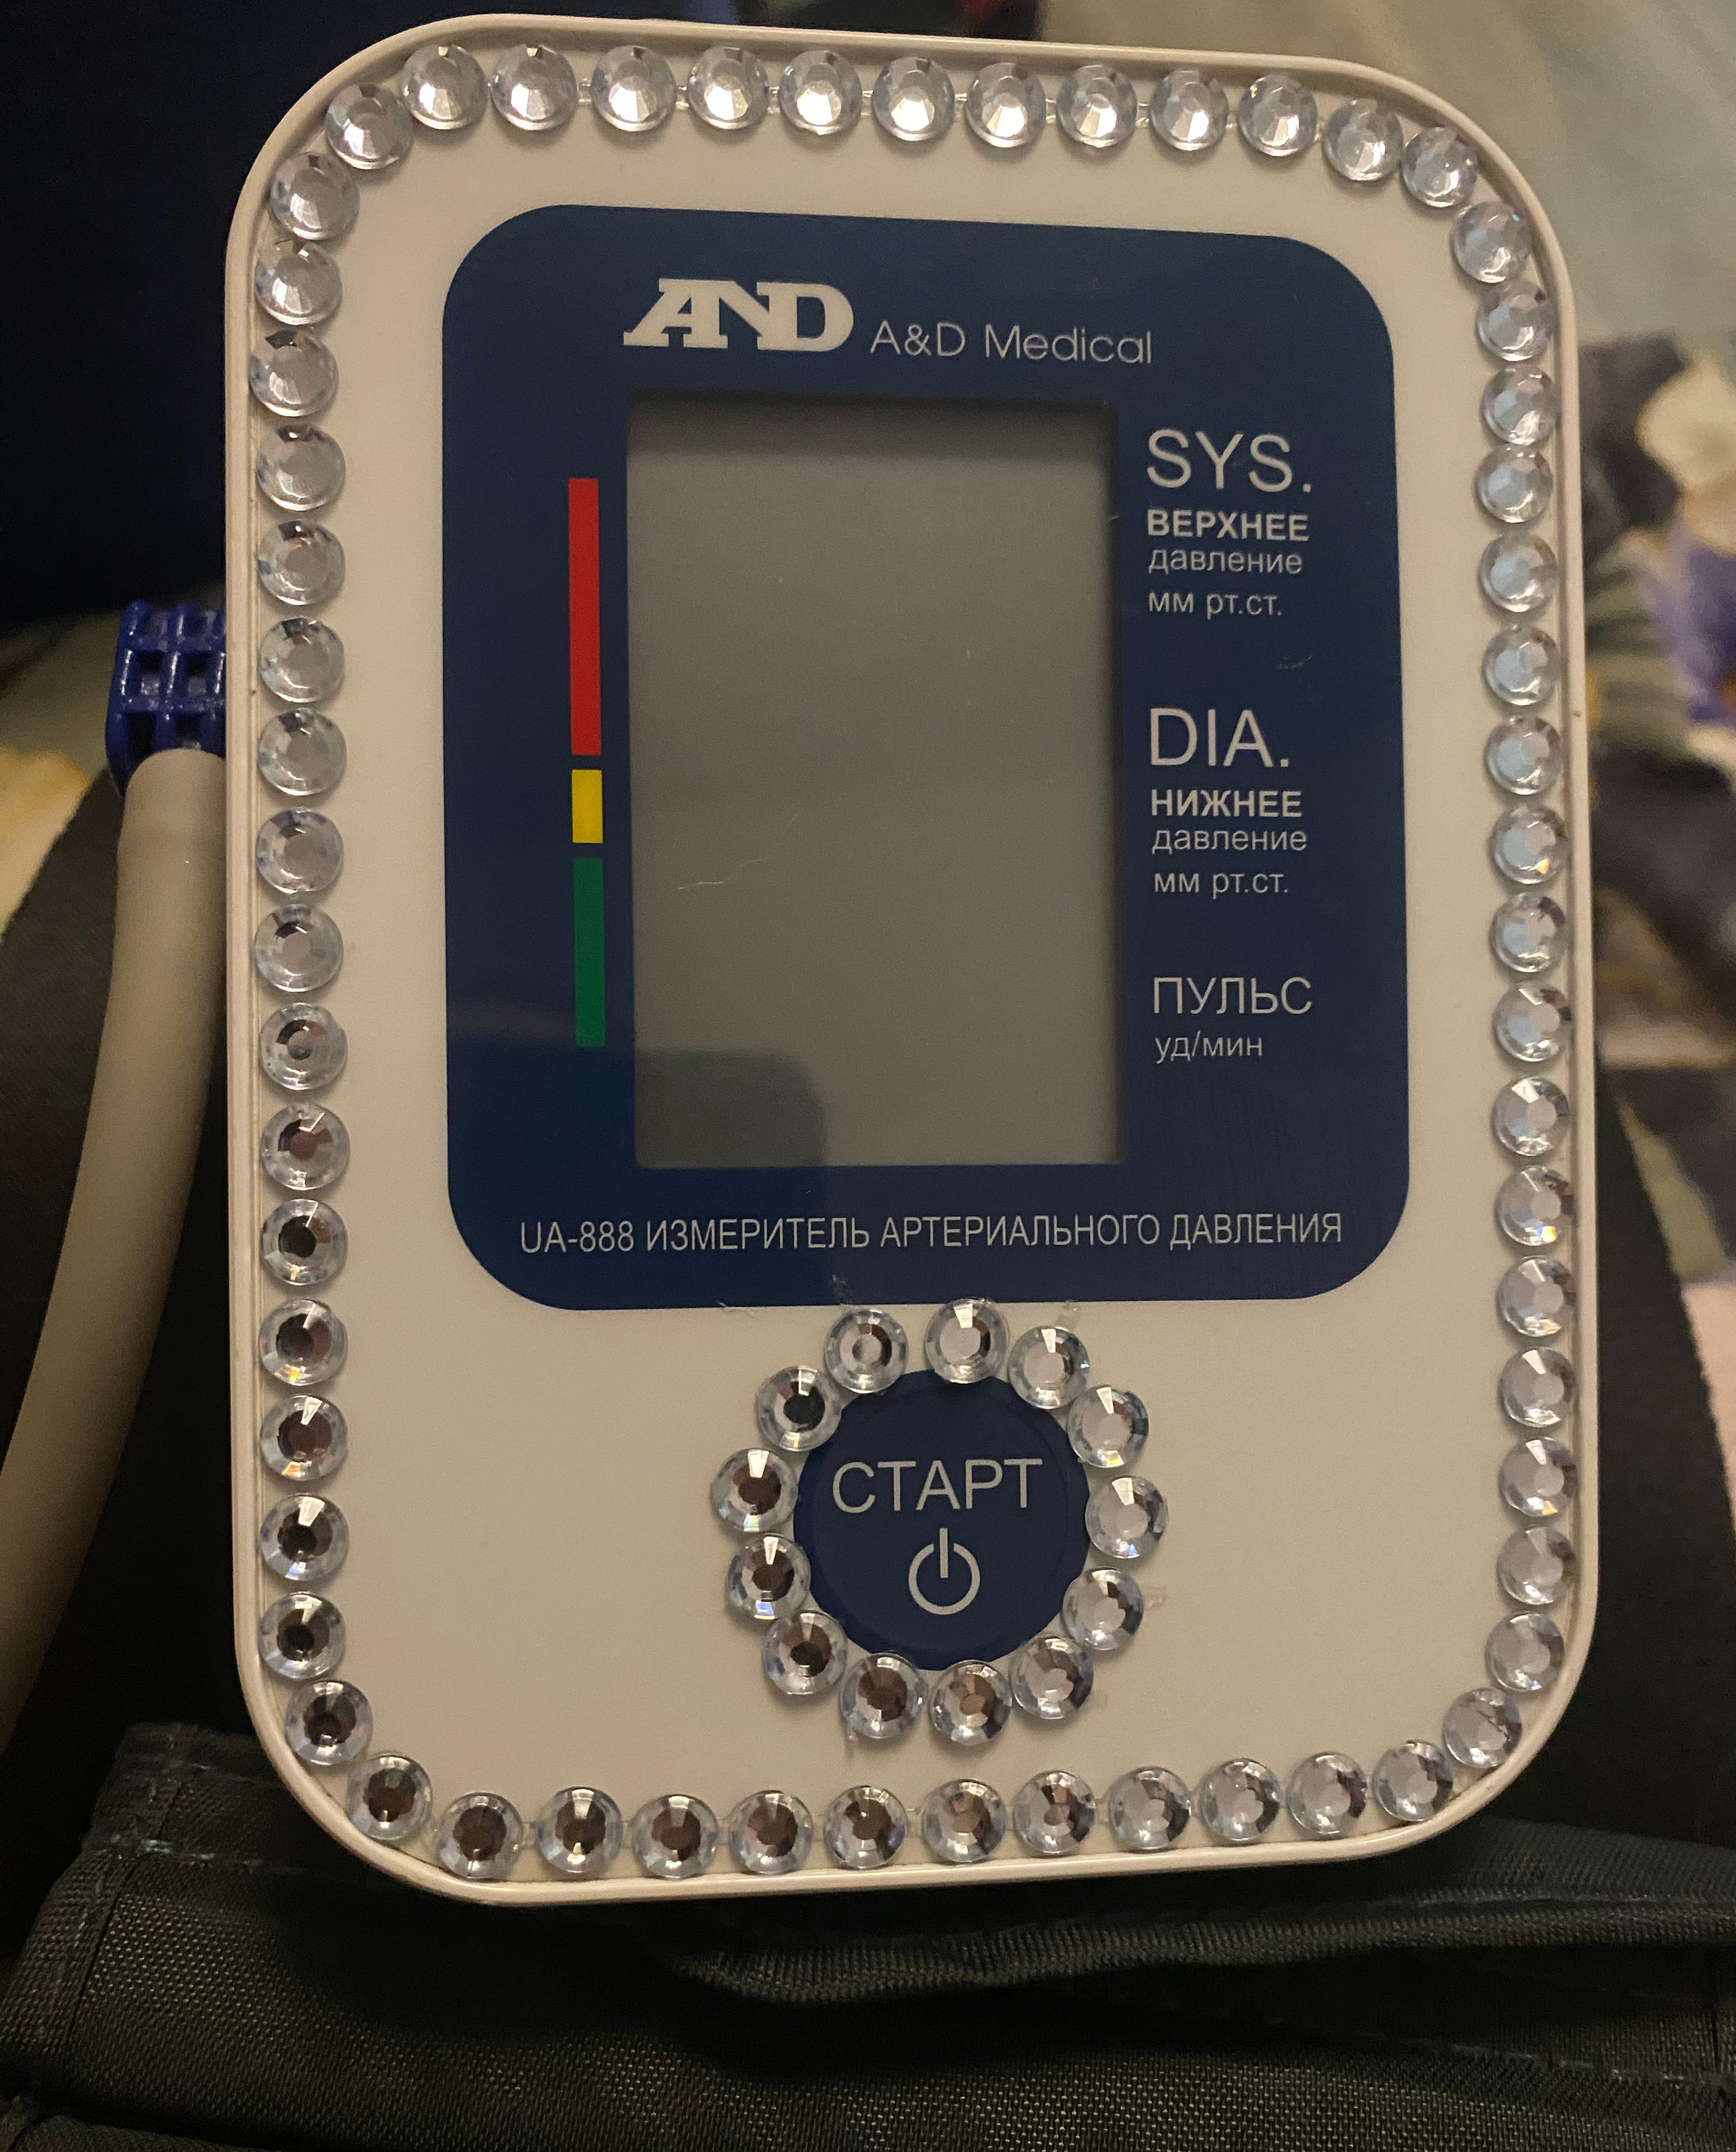 AND A&D Medical
SYS.
ВЕРХНЕЕ
давление
мм рт.ст.
DIA.
НИЖНЕЕ
давление
мм рт.ст.
ПУЛЬС
уд/мин
UA-888 ИЗМЕРИТЕЛЬ АРТЕРИАЛЬНОГО ДАВЛЕНИЯ
СТАРТ